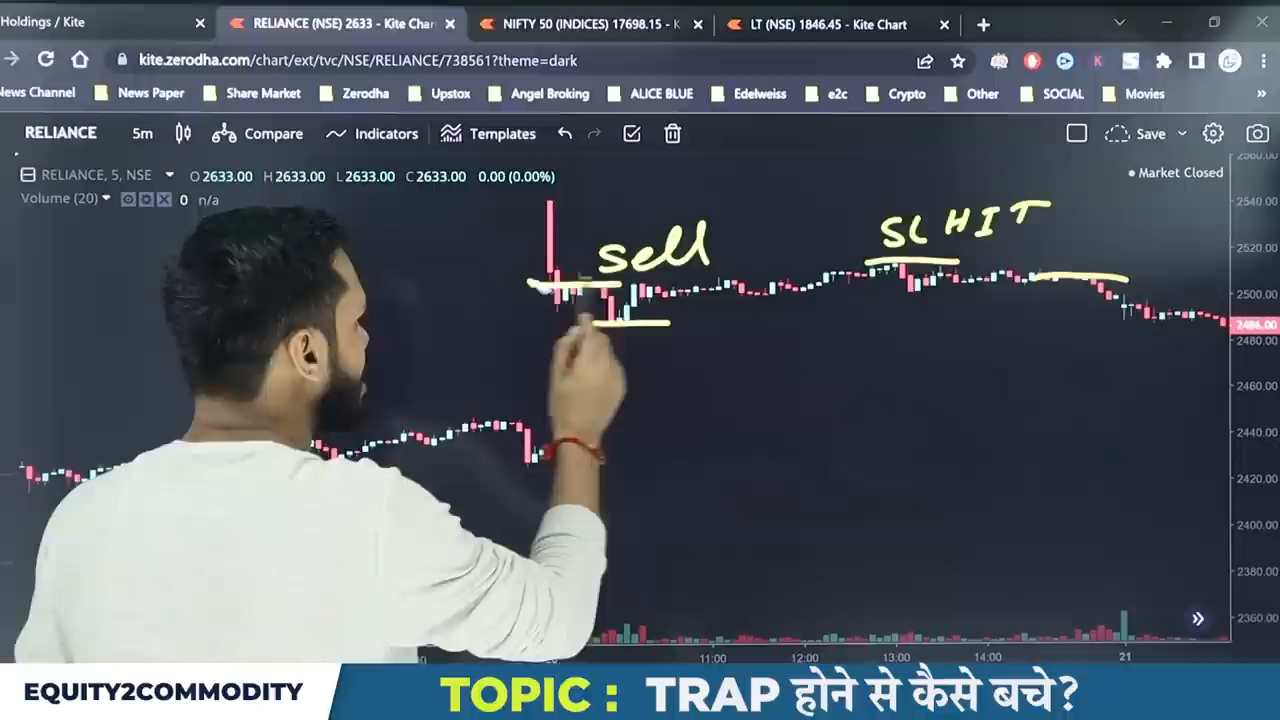 Holdings / Kite
RELIANCE (NSE) 2633 - Kite Char
NIFTY 50 (INDICES) 17698.15 - K
LT (NSE) 1846.45 - Kite Chart
kite.zerodha.com/chart/ext/tvc/NSE/RELIANCE/738561?theme=dark
News Channel News Paper Share Market Zerodha Upstox Angel Broking ALICE BLUE Edelweiss e2c Crypto Other SOCIAL Movies »
RELIANCE 5m Compare Indicators Templates Save
RELIANCE, 5, NSE O2633.00 H2633.00 L2633.00 C2633.00 0.00 (0.00%)
Market Closed
Volume (20) 0 n/a
Sell
SL HIT
2560.00
2540.00
2520.00
2500.00
2486.00
2480.00
2460.00
2440.00
2420.00
2400.00
2380.00
2360.00
11:00 12:00 13:00 14:00 21
EQUITY2COMMODITY
TOPIC : TRAP होने से कैसे बचे?